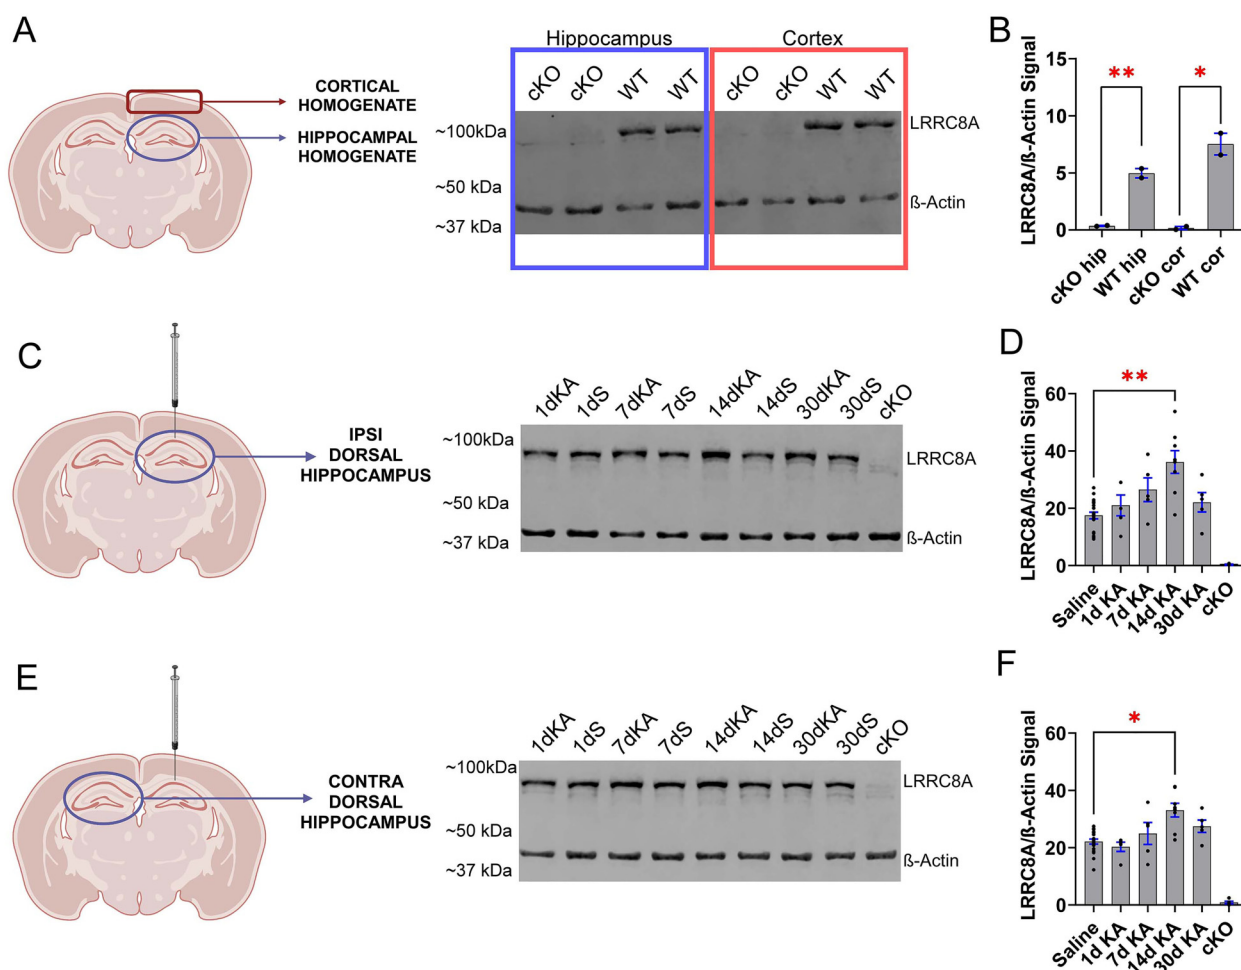 A
CORTICAL
HOMOGENATE
HIPPOCAMPAL
HOMOGENATE
Hippocampus
Cortex
cKO
cKO
WT
WT
cKO
cKO
WT
WT
~100kDa
~50 kDa
~37 kDa
LRRC8A
ß-Actin
B
LRRC8A/ß-Actin Signal
15
10
5
0
**
*
cKO hip
WT hip
cKO cor
WT cor
C
IPSI
DORSAL
HIPPOCAMPUS
1dKA
1dS
7dKA
7dS
14dKA
14dS
30dKA
30dS
cKO
~100kDa
~50 kDa
~37 kDa
LRRC8A
ß-Actin
D
LRRC8A/ß-Actin Signal
60
40
20
0
**
Saline
1d KA
7d KA
14d KA
30d KA
cKO
E
CONTRA
DORSAL
HIPPOCAMPUS
1dKA
1dS
7dKA
7dS
14dKA
14dS
30dKA
30dS
cKO
~100kDa
~50 kDa
~37 kDa
LRRC8A
ß-Actin
F
LRRC8A/ß-Actin Signal
60
40
20
0
*
Saline
1d KA
7d KA
14d KA
30d KA
cKO